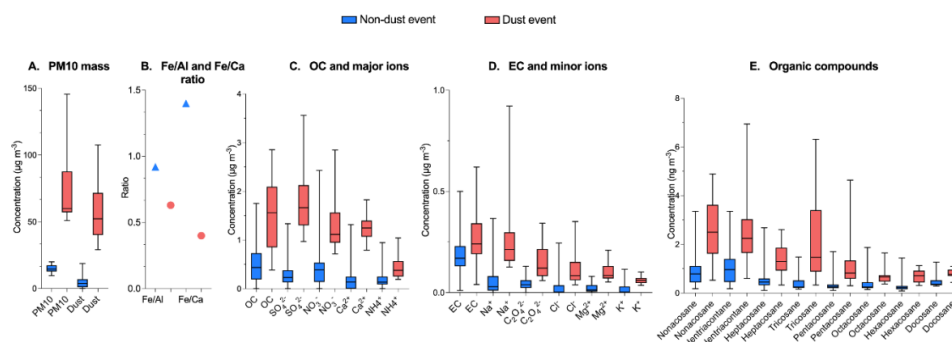 Non-dust event
Dust event
A. PM10 mass
Concentration (µg m⁻³)
150
100
50
0
PM10
PM10
Dust
Dust
B. Fe/Al and Fe/Ca
ratio
Ratio
1.5
1.0
0.5
0.0
Fe/Al
Fe/Ca
C. OC and major ions
Concentration (µg m⁻³)
4
3
2
1
0
OC
OC
SO₄²⁻
SO₄²⁻
NO₃⁻
NO₃⁻
Ca²⁺
Ca²⁺
NH4⁺
NH4⁺
D. EC and minor ions
Concentration (µg m⁻³)
1.0
0.5
0.0
EC
EC
Na⁺
Na⁺
C₂O₄²⁻
C₂O₄²⁻
Cl⁻
Cl⁻
Mg²⁺
Mg²⁺
K⁺
K⁺
E. Organic compounds
Concentration (ng m⁻³)
8
6
4
2
0
Nonacosane
Nonacosane
entriacontane
entriacontane
Heptacosane
Heptacosane
Tricosane
Tricosane
Pentacosane
Pentacosane
Octacosane
Octacosane
Hexacosane
Hexacosane
Docosane
Docosane